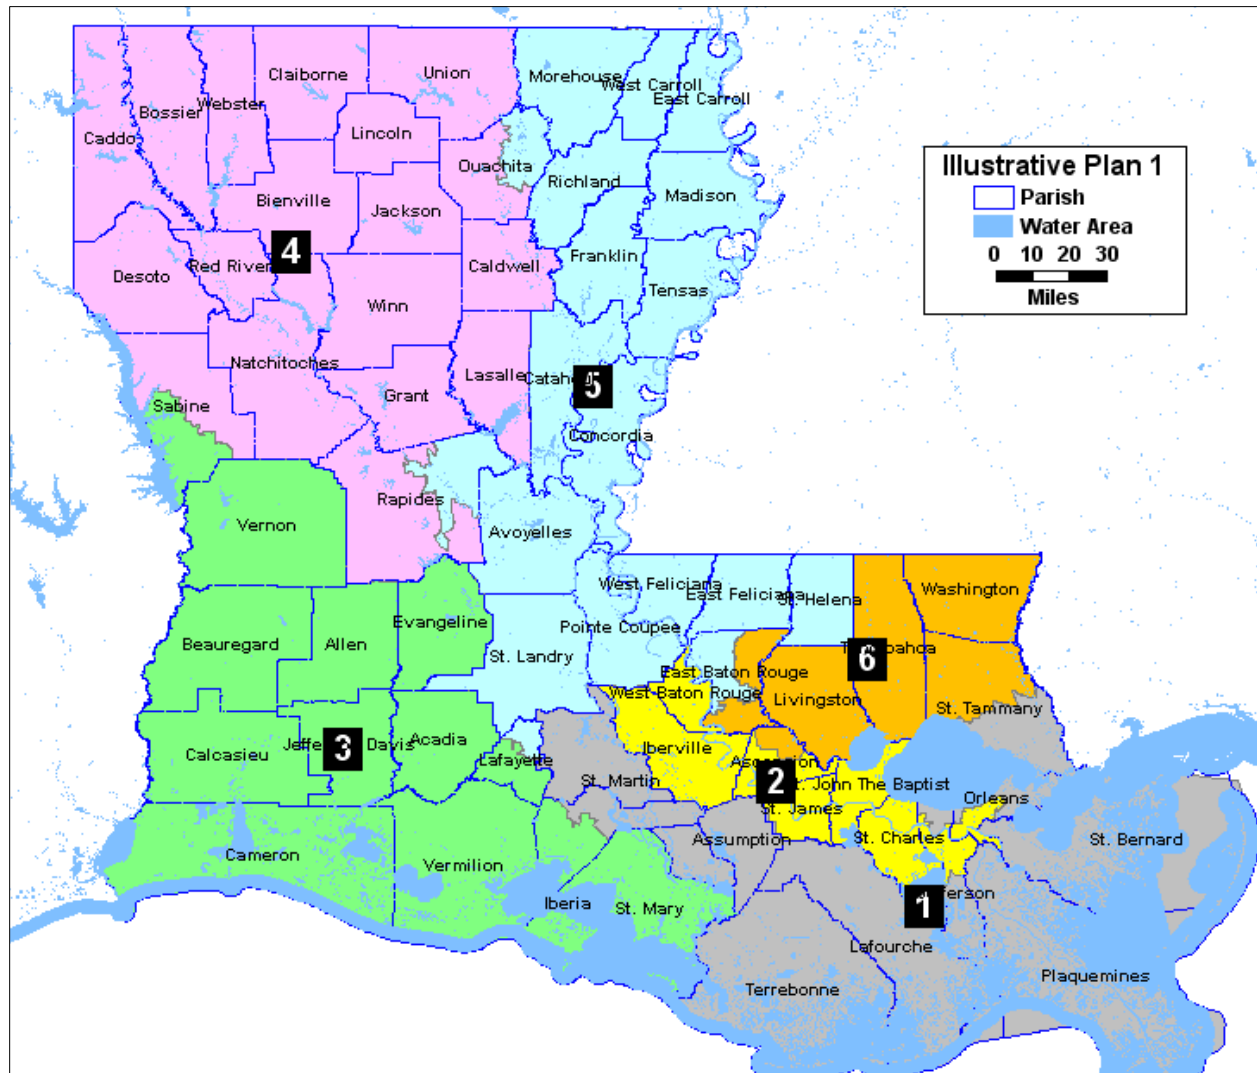 Claiborne
Union
Morehouse
West Carroll
East Carroll
Webster
Bossier
Caddo
Lincoln
Ouachita
Richland
Madison
Bienville
Jackson
Illustrative Plan 1
Parish
Water Area
0 10 20 30
Miles
4
Red River
Desoto
Caldwell
Franklin
Tensas
Winn
Natchitoches
Grant
Lasalle
5
Sabine
Concordia
Rapides
Vernon
Avoyelles
West Feliciana
East Feliciana
St. Helena
Washington
Evangeline
Beauregard
Allen
St. Landry
Pointe Coupee
6
East Baton Rouge
West Baton Rouge
Livingston
St. Tammany
Calcasieu
3
Davis
Acadia
Lafayette
Iberville
St. Martin
2
St. John The Baptist
St. James
Orleans
Assumption
St. Charles
St. Bernard
Cameron
Vermilion
Iberia
St. Mary
1
Lafourche
Terrebonne
Plaquemines